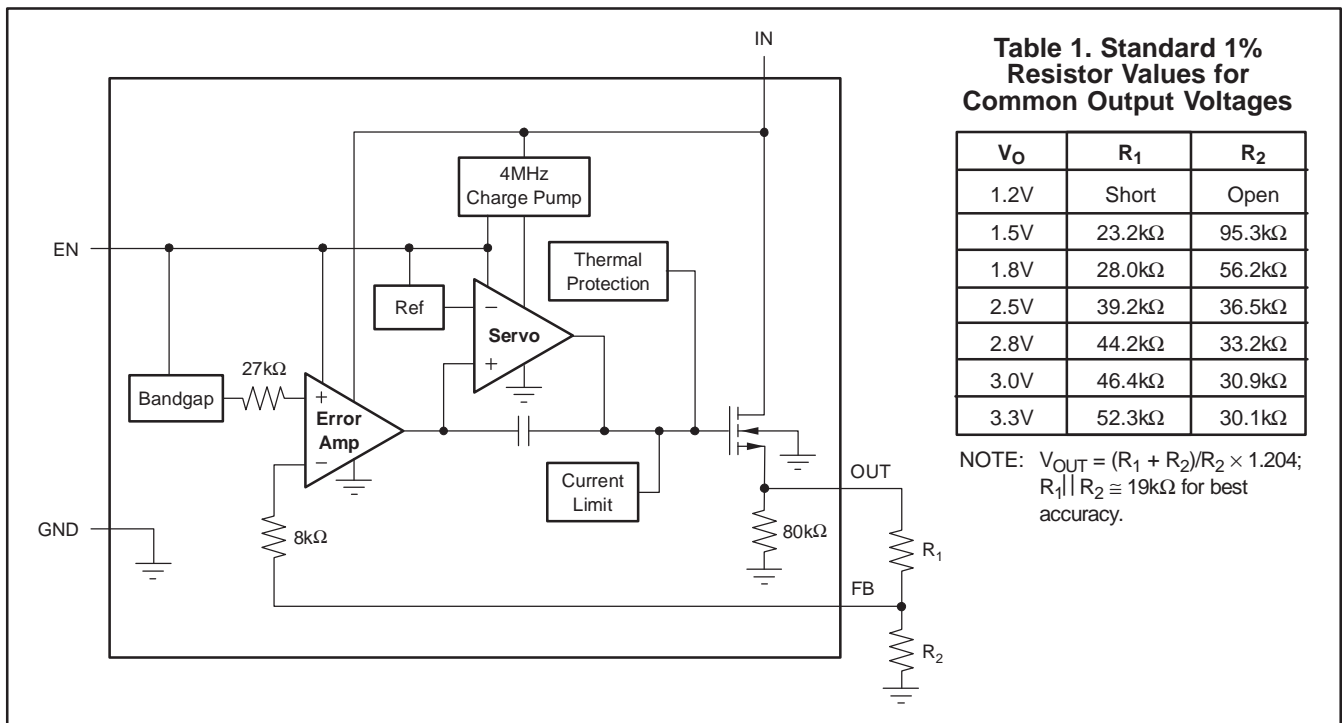 IN
4MHz
Charge Pump
EN
Thermal
Protection
Ref
−
Servo
+
27kΩ
Bandgap
+
Error
Amp
−
Current
Limit
OUT
GND
8kΩ
80kΩ
R1
FB
R2
Table 1. Standard 1%
Resistor Values for
Common Output Voltages
VO R1 R2
1.2V Short Open
1.5V 23.2kΩ 95.3kΩ
1.8V 28.0kΩ 56.2kΩ
2.5V 39.2kΩ 36.5kΩ
2.8V 44.2kΩ 33.2kΩ
3.0V 46.4kΩ 30.9kΩ
3.3V 52.3kΩ 30.1kΩ
NOTE: VOUT = (R1 + R2)/R2 × 1.204;
R1|| R2 ≅ 19kΩ for best
accuracy.